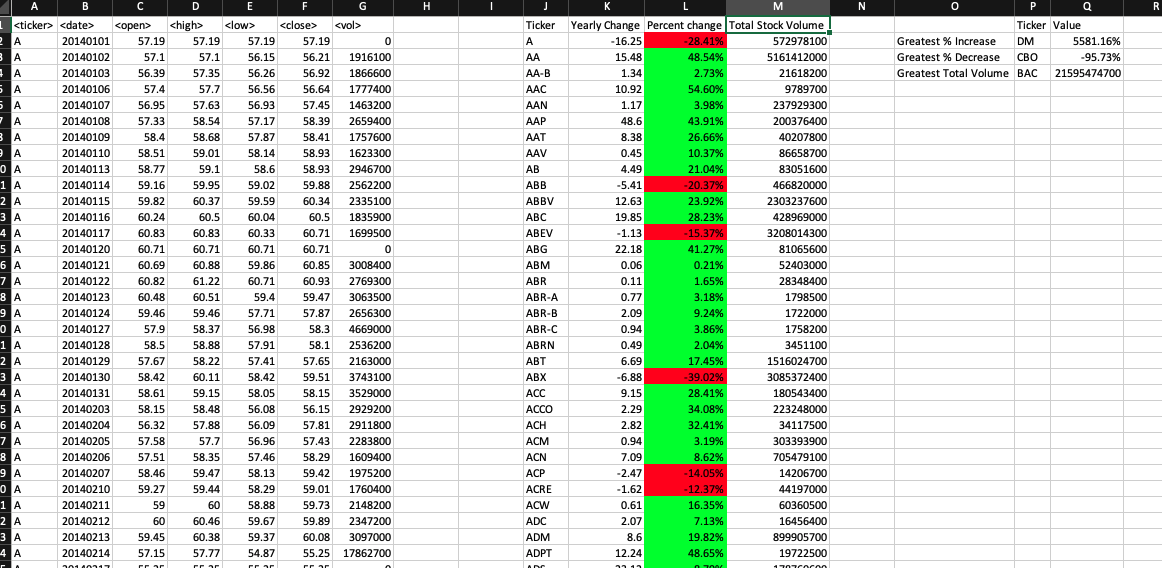 A B C D E F G H I J K L M N O P Q R
1 <ticker> <date> <open> <high> <low> <close> <vol> Ticker Yearly Change Percent change Total Stock Volume Ticker Value
2 A 20140101 57.19 57.19 57.19 57.19 0 A -16.25 -28.41% 572978100 Greatest % Increase DM 5581.16%
3 A 20140102 57.1 57.1 56.15 56.21 1916100 AA 15.48 48.54% 5161412000 Greatest % Decrease CBO -95.73%
4 A 20140103 56.39 57.35 56.26 56.92 1866600 AA-B 1.34 2.73% 21618200 Greatest Total Volume BAC 21595474700
5 A 20140106 57.4 57.7 56.56 56.64 1777400 AAC 10.92 54.60% 9789700
5 A 20140107 56.95 57.63 56.93 57.45 1463200 AAN 1.17 3.98% 237929300
7 A 20140108 57.33 58.54 57.17 58.39 2659400 AAP 48.6 43.91% 200376400
3 A 20140109 58.4 58.68 57.87 58.41 1757600 AAT 8.38 26.66% 40207800
9 A 20140110 58.51 59.01 58.14 58.93 1623300 AAV 0.45 10.37% 86658700
0 A 20140113 58.77 59.1 58.6 58.93 2946700 AB 4.49 21.04% 83051600
1 A 20140114 59.16 59.95 59.02 59.88 2562200 ABB -5.41 -20.37% 466820000
2 A 20140115 59.82 60.37 59.59 60.34 2335100 ABBV 12.63 23.92% 2303237600
3 A 20140116 60.24 60.5 60.04 60.5 1835900 ABC 19.85 28.23% 428969000
4 A 20140117 60.83 60.83 60.33 60.71 1699500 ABEV -1.13 -15.37% 3208014300
5 A 20140120 60.71 60.71 60.71 60.71 0 ABG 22.18 41.27% 81065600
6 A 20140121 60.69 60.88 59.86 60.85 3008400 ABM 0.06 0.21% 52403000
7 A 20140122 60.82 61.22 60.71 60.93 2769300 ABR 0.11 1.65% 28348400
8 A 20140123 60.48 60.51 59.4 59.47 3063500 ABR-A 0.77 3.18% 1798500
9 A 20140124 59.46 59.46 57.71 57.87 2656300 ABR-B 2.09 9.24% 1722000
0 A 20140127 57.9 58.37 56.98 58.3 4669000 ABR-C 0.94 3.86% 1758200
1 A 20140128 58.5 58.88 57.91 58.1 2536200 ABRN 0.49 2.04% 3451100
2 A 20140129 57.67 58.22 57.41 57.65 2163000 ABT 6.69 17.45% 1516024700
3 A 20140130 58.42 60.11 58.42 59.51 3743100 ABX -6.88 -39.02% 3085372400
4 A 20140131 58.61 59.15 58.05 58.15 3529000 ACC 9.15 28.41% 180543400
5 A 20140203 58.15 58.48 56.08 56.15 2929200 ACCO 2.29 34.08% 223248000
6 A 20140204 56.32 57.88 56.09 57.81 2911800 ACH 2.82 32.41% 34117500
7 A 20140205 57.58 57.7 56.96 57.43 2283800 ACM 0.94 3.19% 303393900
8 A 20140206 57.51 58.35 57.46 58.29 1609400 ACN 7.09 8.62% 705479100
9 A 20140207 58.46 59.47 58.13 59.42 1975200 ACP -2.47 -14.05% 14206700
0 A 20140210 59.27 59.44 58.29 59.01 1760400 ACRE -1.62 -12.37% 44197000
1 A 20140211 59 60 58.88 59.73 2148200 ACW 0.61 16.35% 60360500
2 A 20140212 60 60.46 59.67 59.89 2347200 ADC 2.07 7.13% 16456400
3 A 20140213 59.45 60.38 59.37 60.08 3097000 ADM 8.6 19.82% 899905700
4 A 20140214 57.15 57.77 54.87 55.25 17862700 ADPT 12.24 48.65% 19722500